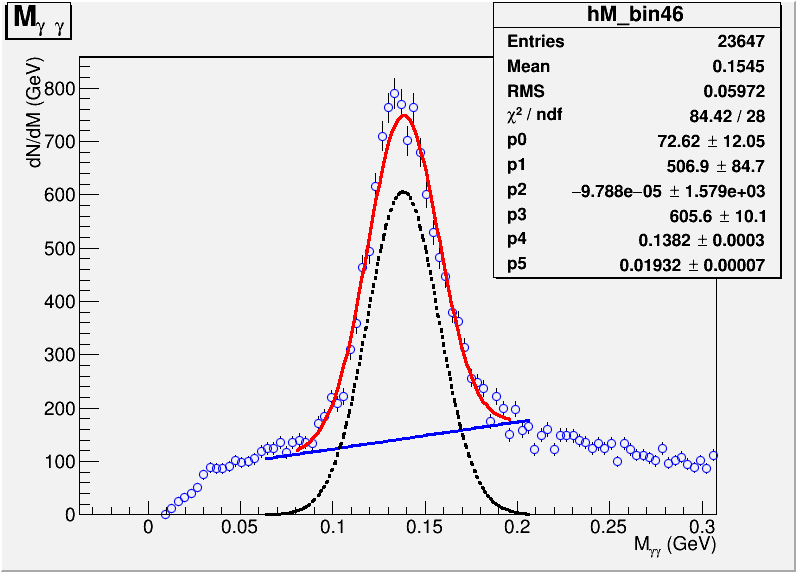 M_γ γ
hM_bin46
Entries 23647
Mean 0.1545
RMS 0.05972
χ² / ndf 84.42 / 28
p0 72.62 ± 12.05
p1 506.9 ± 84.7
p2 −9.788e−05 ± 1.579e+03
p3 605.6 ± 10.1
p4 0.1382 ± 0.0003
p5 0.01932 ± 0.00007
dN/dM (GeV)
800
700
600
500
400
300
200
100
0
0 0.05 0.1 0.15 0.2 0.25 0.3
M_γγ (GeV)